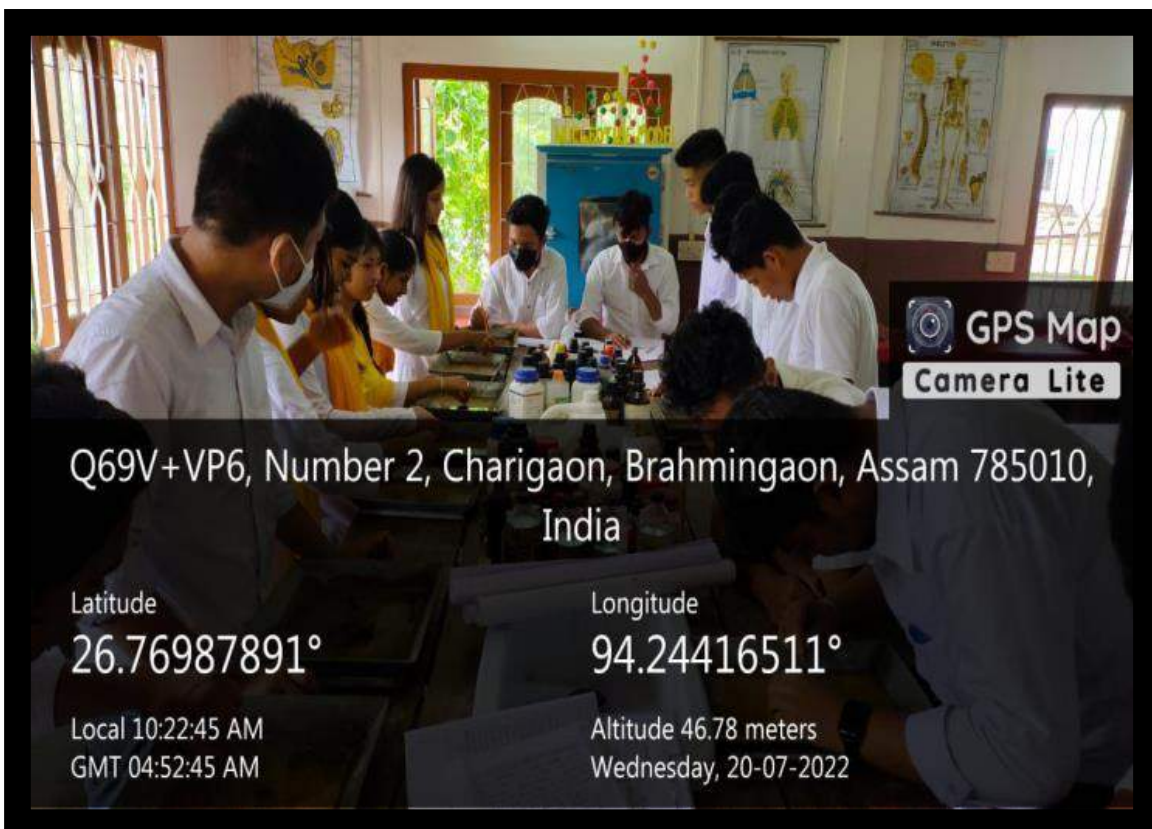 GPS Map
Camera Lite
Q69V+VP6, Number 2, Charigaon, Brahmingaon, Assam 785010,
India
Latitude
26.76987891°
Longitude
94.24416511°
Local 10:22:45 AM
GMT 04:52:45 AM
Altitude 46.78 meters
Wednesday, 20-07-2022